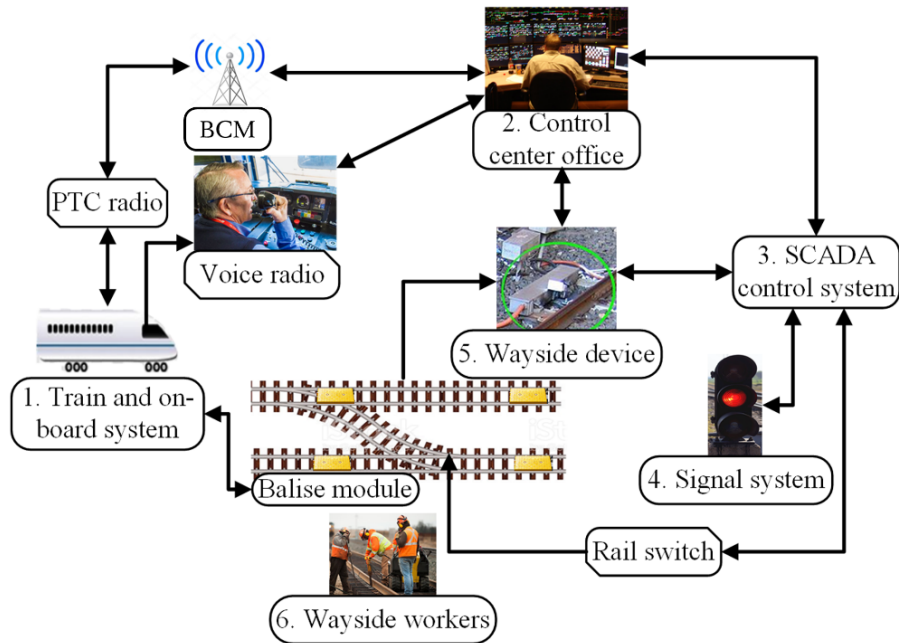 BCM
2. Control
center office
PTC radio
Voice radio
3. SCADA
control system
5. Wayside device
1. Train and on-
board system
iSt
Balise module
4. Signal system
Rail switch
6. Wayside workers